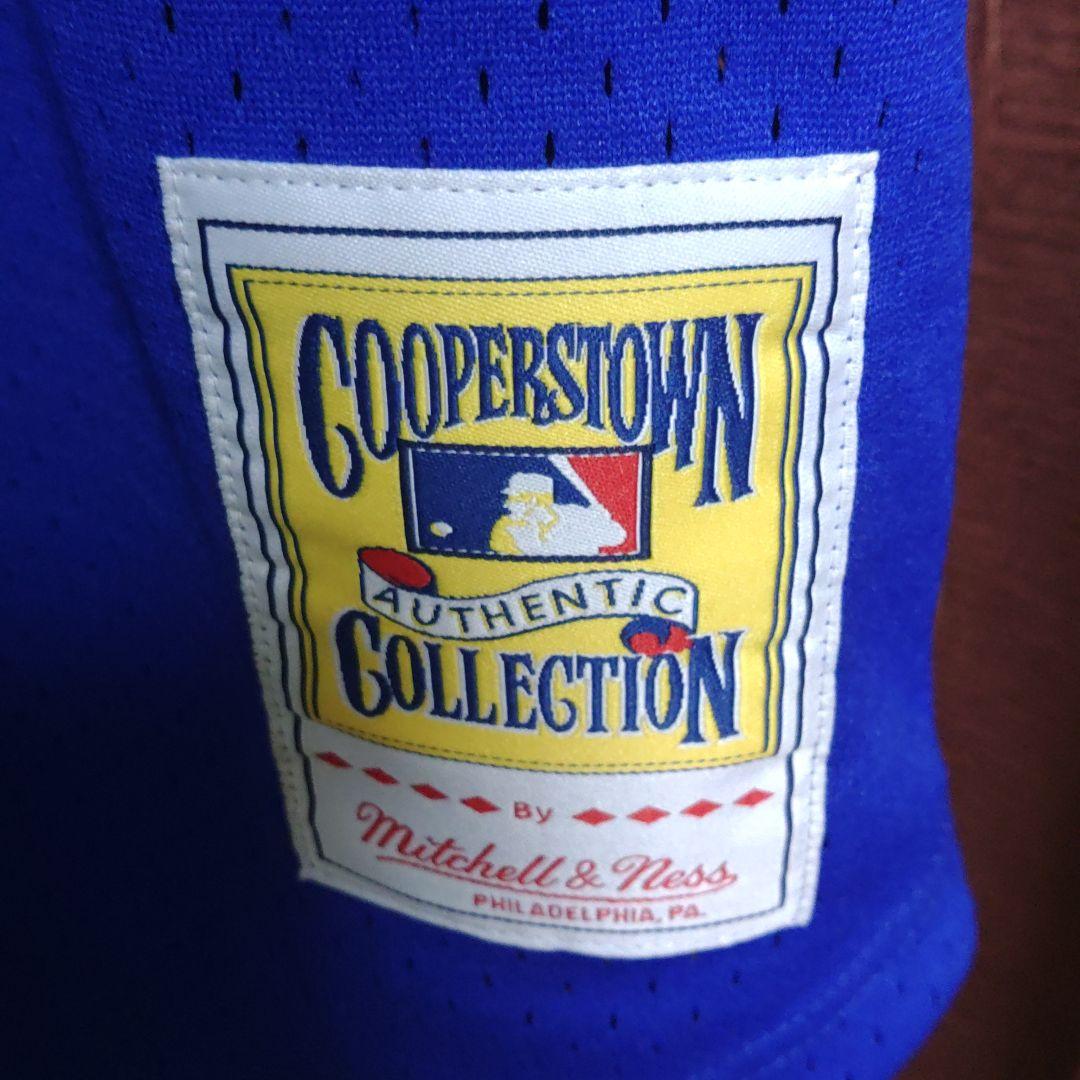 COOPERSTOWN
AUTHENTIC
COLLECTION
By
Mitchell & Ness
PHILADELPHIA, PA.